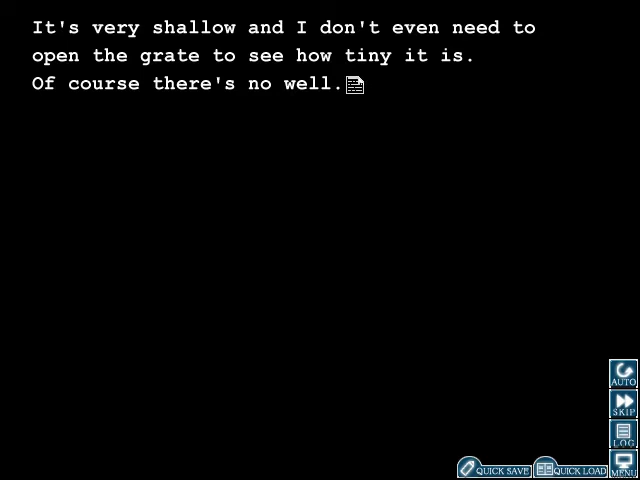 It's very shallow and I don't even need to
open the grate to see how tiny it is.
Of course there's no well.
AUTO
SKIP
LOG
MENU
QUICK SAVE
QUICK LOAD